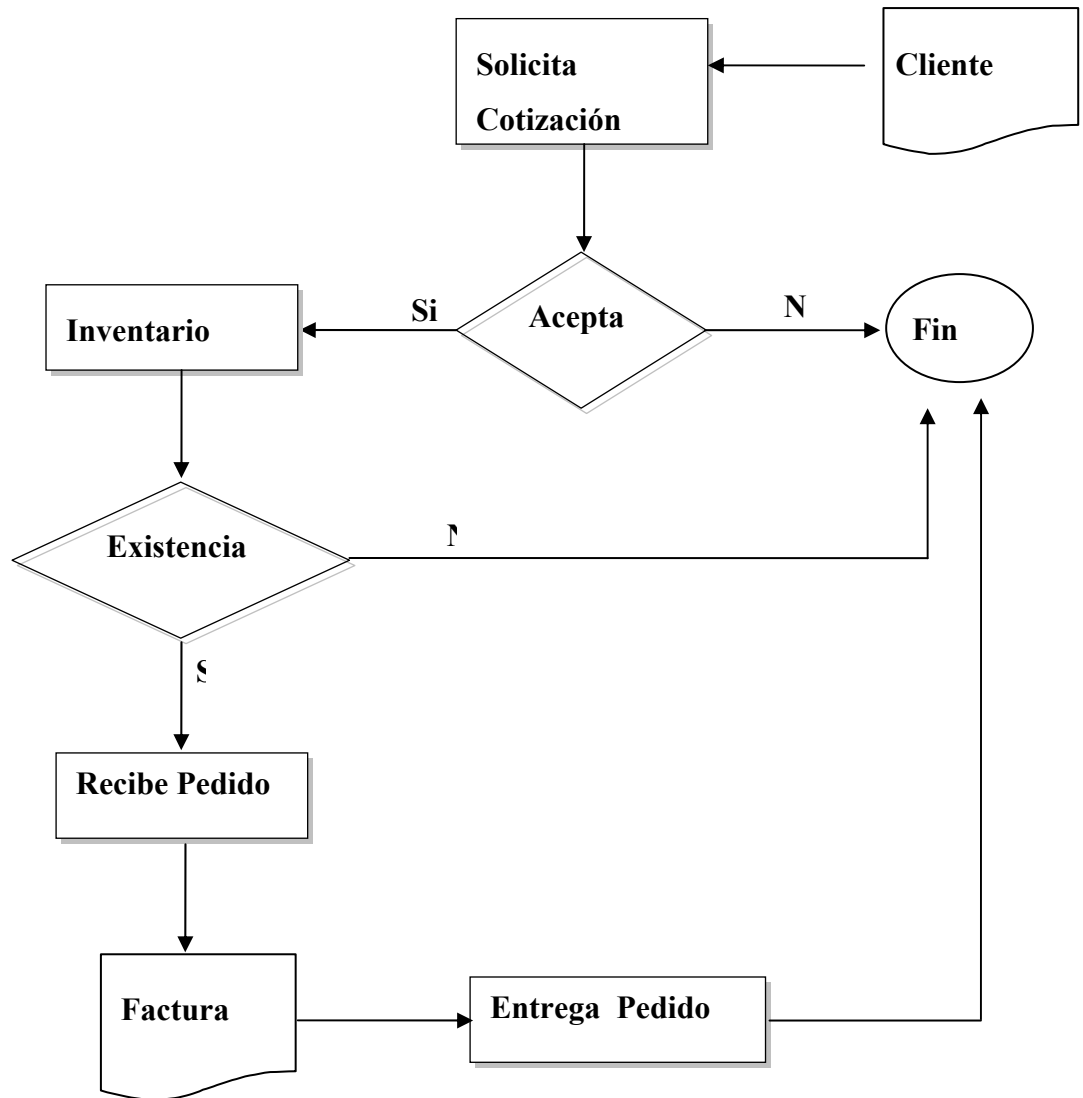 Solicita
Cotización
Cliente
Si
Acepta
N
Inventario
Fin
Existencia
N
S
Recibe Pedido
Factura
Entrega Pedido